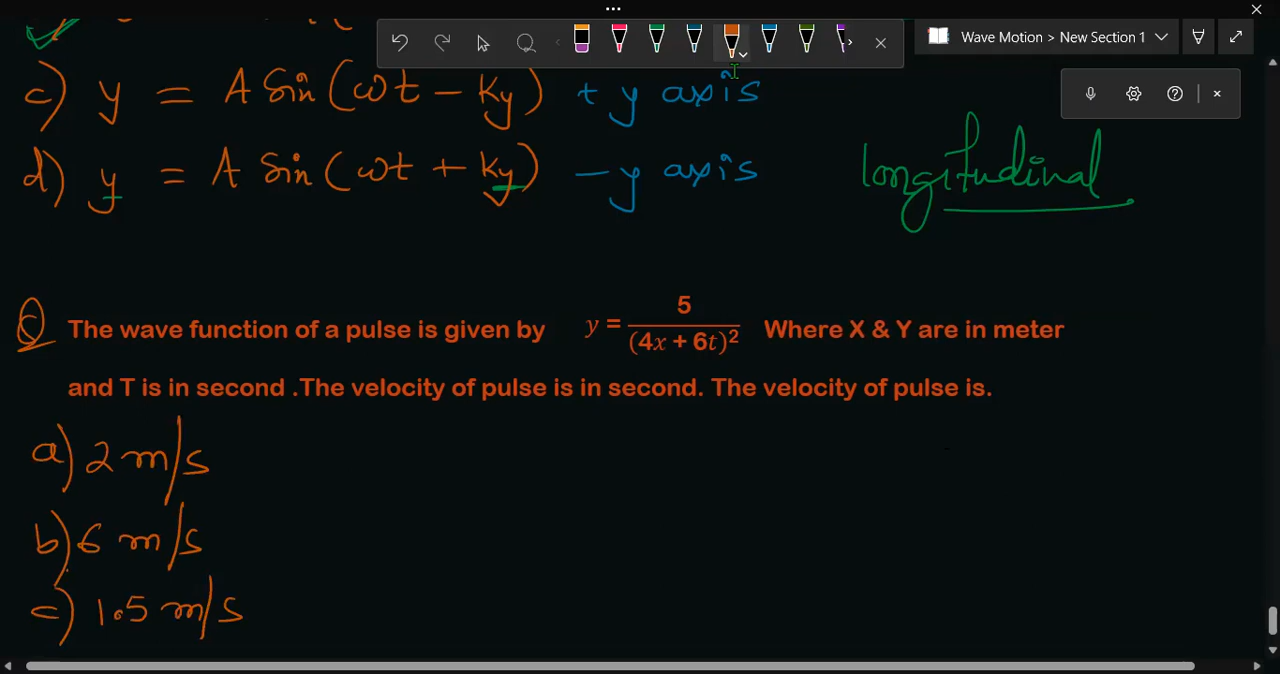 Wave Motion > New Section 1
c) y = A Sin (ωt - ky) + y axis
d) y = A Sin (ωt + ky) - y axis
longitudinal
Q The wave function of a pulse is given by y = 5/(4x + 6t)² Where X & Y are in meter
and T is in second .The velocity of pulse is in second. The velocity of pulse is.
a) 2 m/s
b) 6 m/s
c) 1.5 m/s